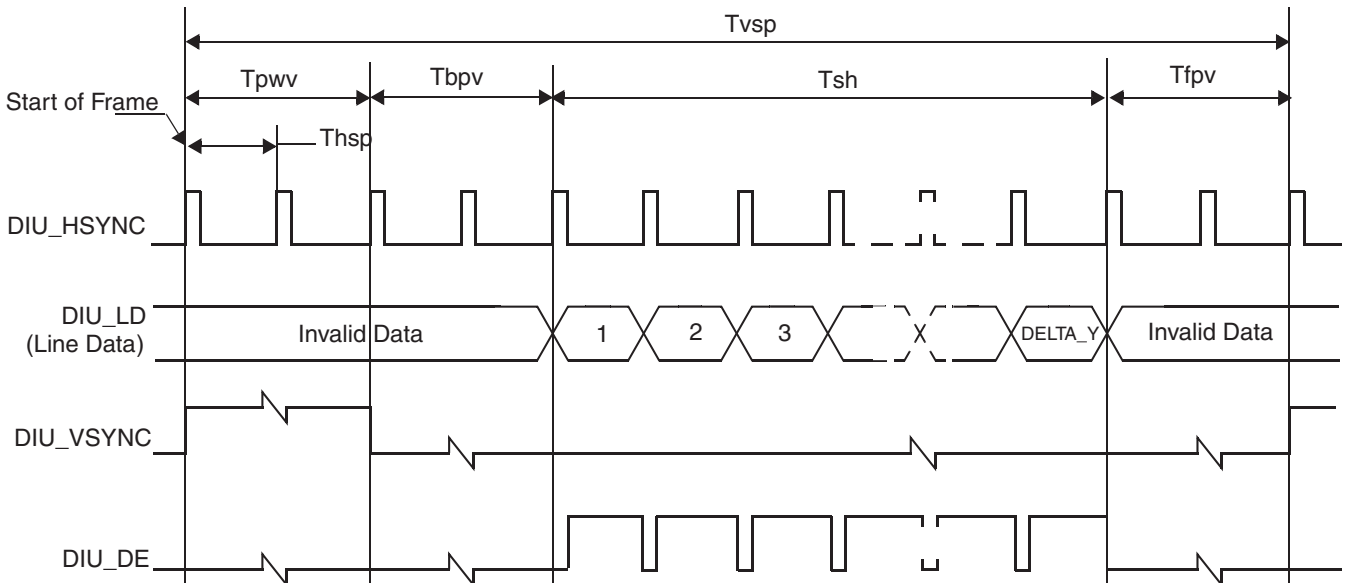 Tvsp
Tpwv
Tbpv
Tsh
Tfpv
Start of Frame
Thsp
DIU_HSYNC
DIU_LD
(Line Data)
Invalid Data
1
2
3
DELTA_Y
Invalid Data
DIU_VSYNC
DIU_DE